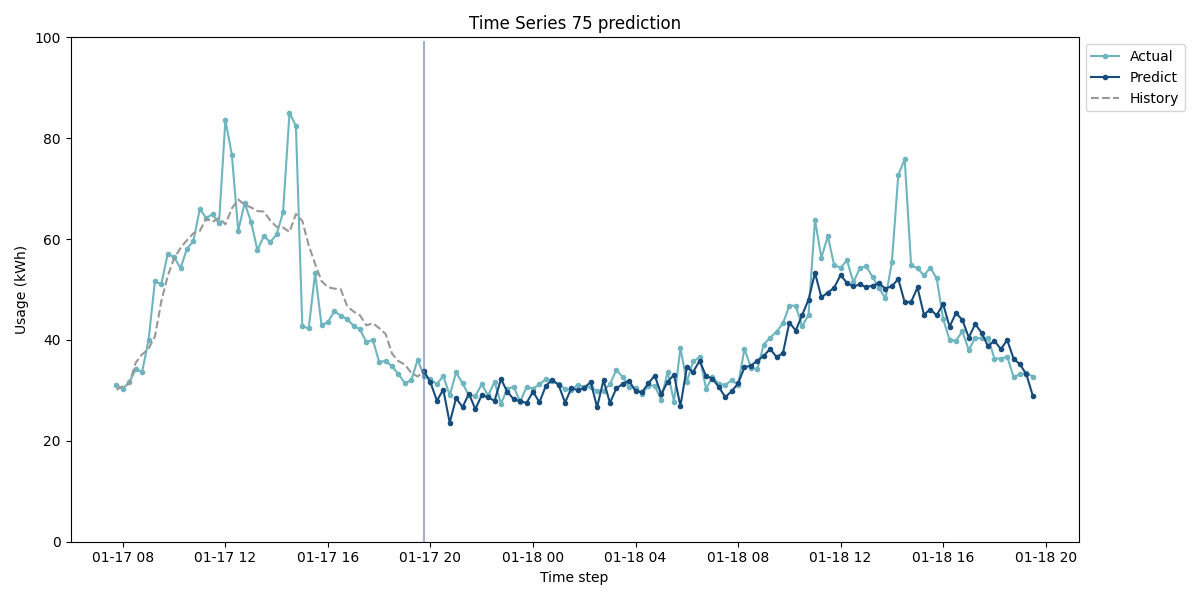 Time Series 75 prediction
100
80
60
40
20
0
Usage (kWh)
01-17 08
01-17 12
01-17 16
01-17 20
01-18 00
01-18 04
01-18 08
01-18 12
01-18 16
01-18 20
Time step
Actual
Predict
History